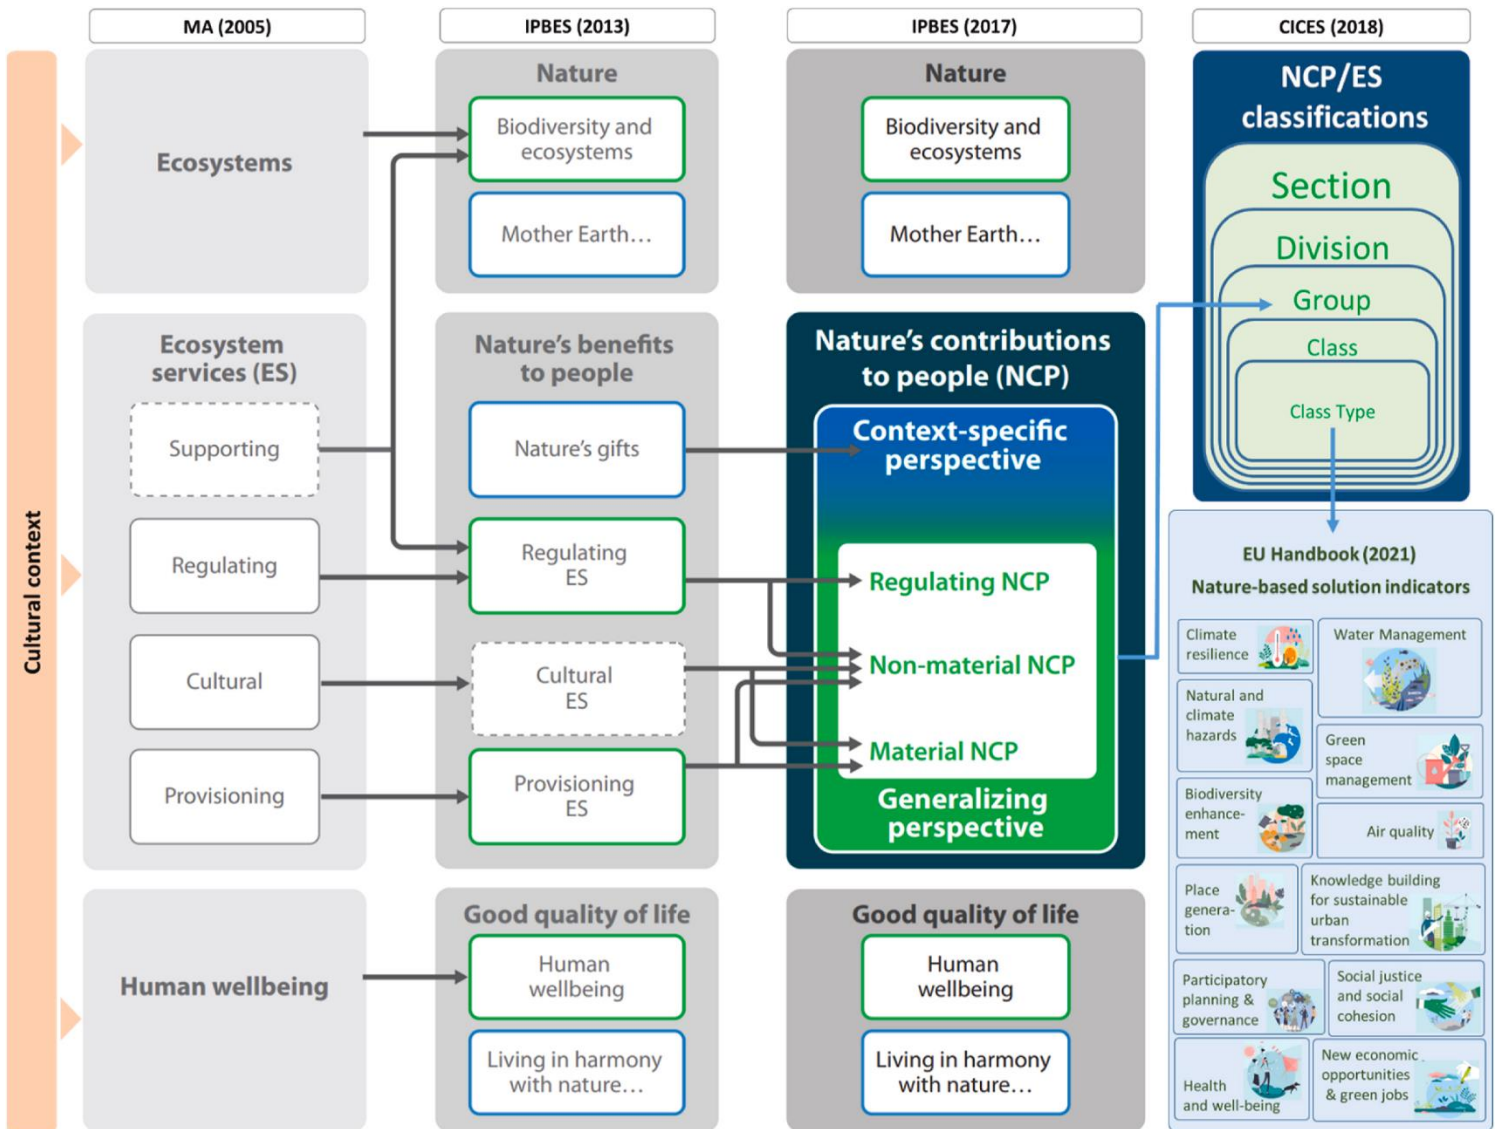 MA (2005)
IPBES (2013)
IPBES (2017)
CICES (2018)
Cultural context
Ecosystems
Ecosystem
services (ES)
Supporting
Regulating
Cultural
Provisioning
Human wellbeing
Nature
Biodiversity and
ecosystems
Mother Earth...
Nature's benefits
to people
Nature's gifts
Regulating
ES
Cultural
ES
Provisioning
ES
Good quality of life
Human
wellbeing
Living in harmony
with nature...
Nature
Biodiversity and
ecosystems
Mother Earth...
Nature's contributions
to people (NCP)
Context-specific
perspective
Regulating NCP
Non-material NCP
Material NCP
Generalizing
perspective
Good quality of life
Human
wellbeing
Living in harmony
with nature...
NCP/ES
classifications
Section
Division
Group
Class
Class Type
EU Handbook (2021)
Nature-based solution indicators
Climate
resilience
Water Management
Natural and
climate
hazards
Green
space
management
Biodiversity
enhance-
ment
Air quality
Place
genera-
tion
Knowledge building
for sustainable
urban
transformation
Participatory
planning &
governance
Social justice
and social
cohesion
Health
and well-being
New economic
opportunities
& green jobs